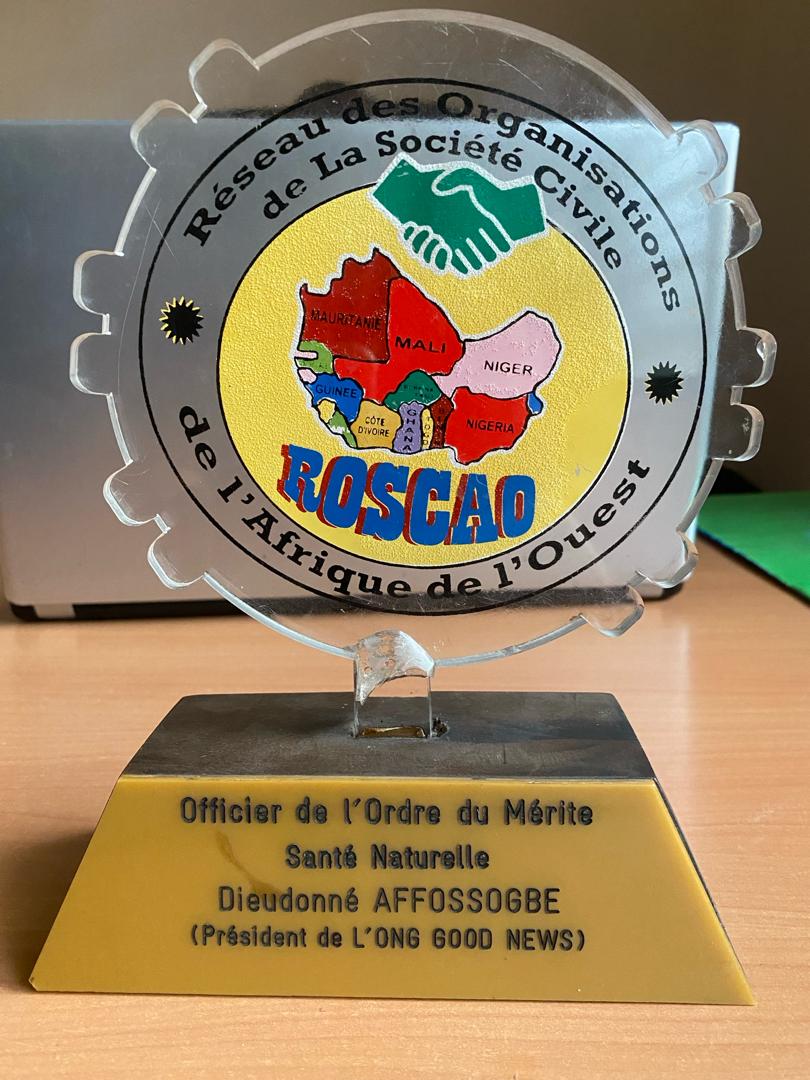 Réseau des Organisations
de La Société Civile
MAURITANIE
MALI
NIGER
GUINEE
CÔTE
D'IVOIRE
GHANA
TOGO
NIGERIA
ROSCAO
de l'Afrique de l'Ouest
Officier de l'Ordre du Mérite
Santé Naturelle
Dieudonné AFFOSSOGBE
(Président de L'ONG GOOD NEWS)